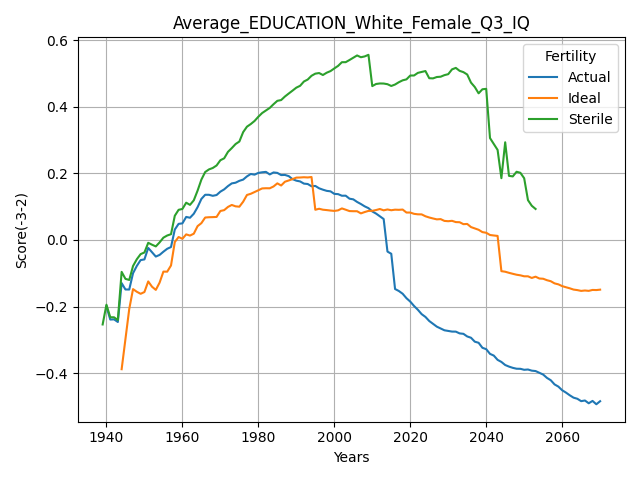 Average_EDUCATION_White_Female_Q3_IQ
Score(-3-2)
0.6
0.4
0.2
0.0
−0.2
−0.4
Fertility
Actual
Ideal
Sterile
1940 1960 1980 2000 2020 2040 2060
Years